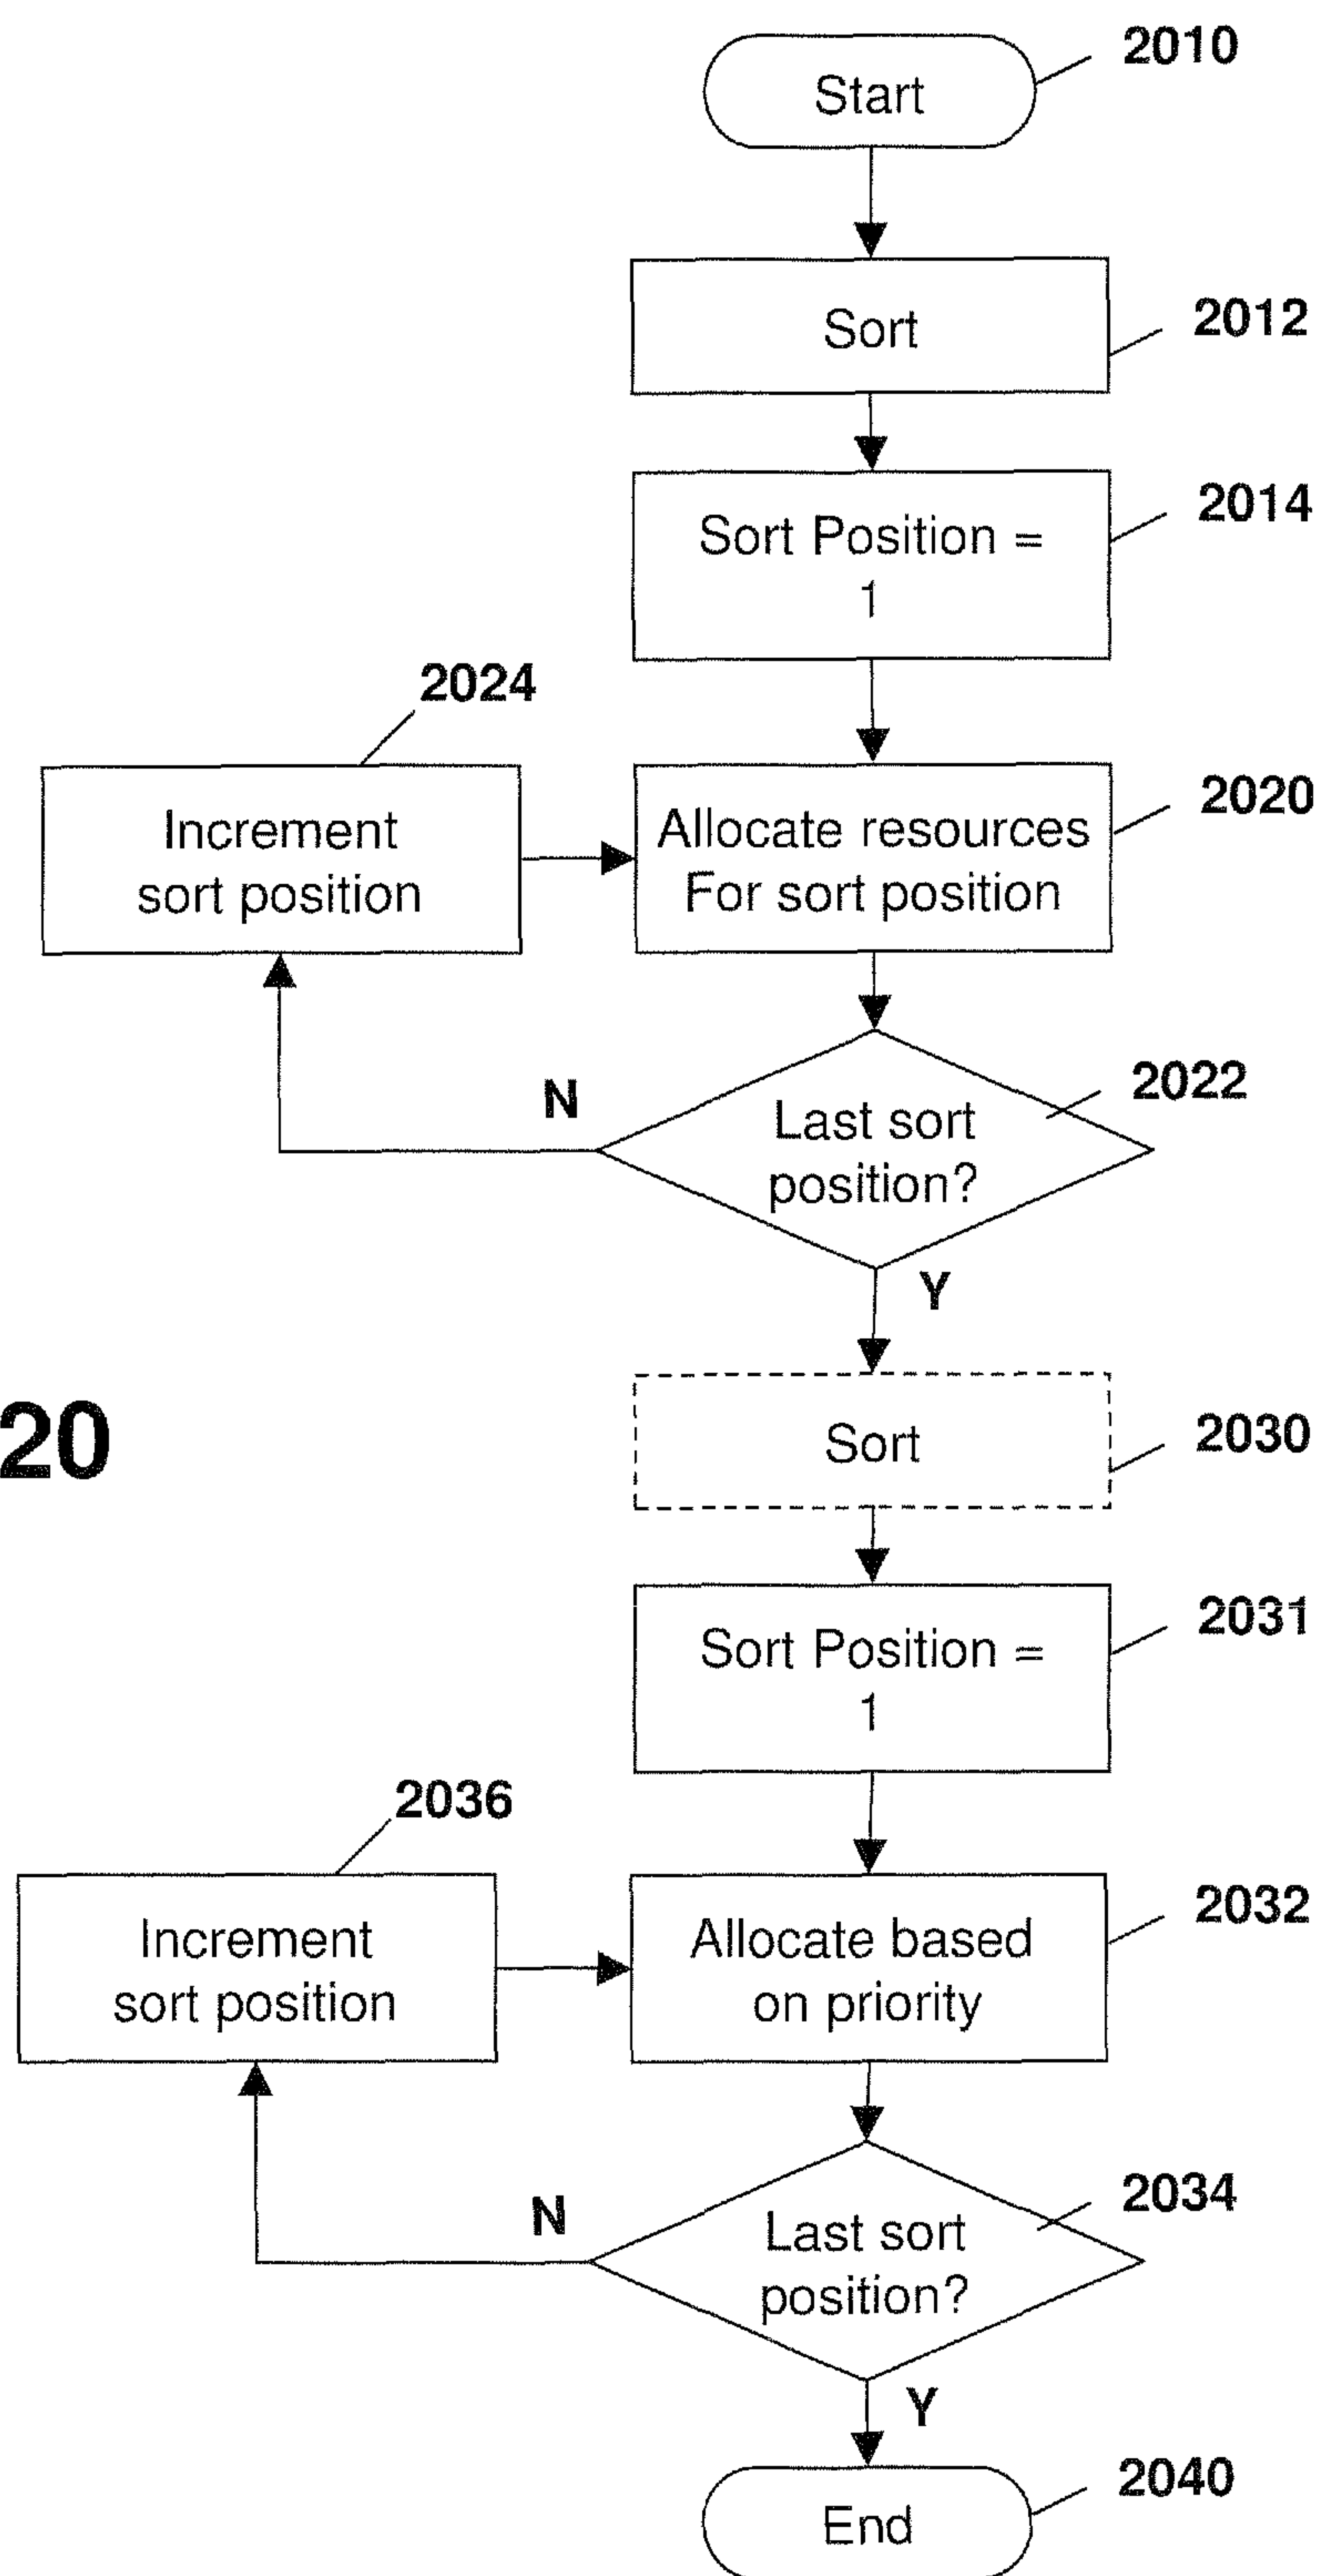 2010
Start
Sort
2012
Sort Position =
1
2014
2024
Increment
sort position
Allocate resources
For sort position
2020
N
Last sort
position?
2022
Y
20
Sort
2030
Sort Position =
1
2031
2036
Increment
sort position
Allocate based
on priority
2032
N
Last sort
position?
2034
Y
End
2040